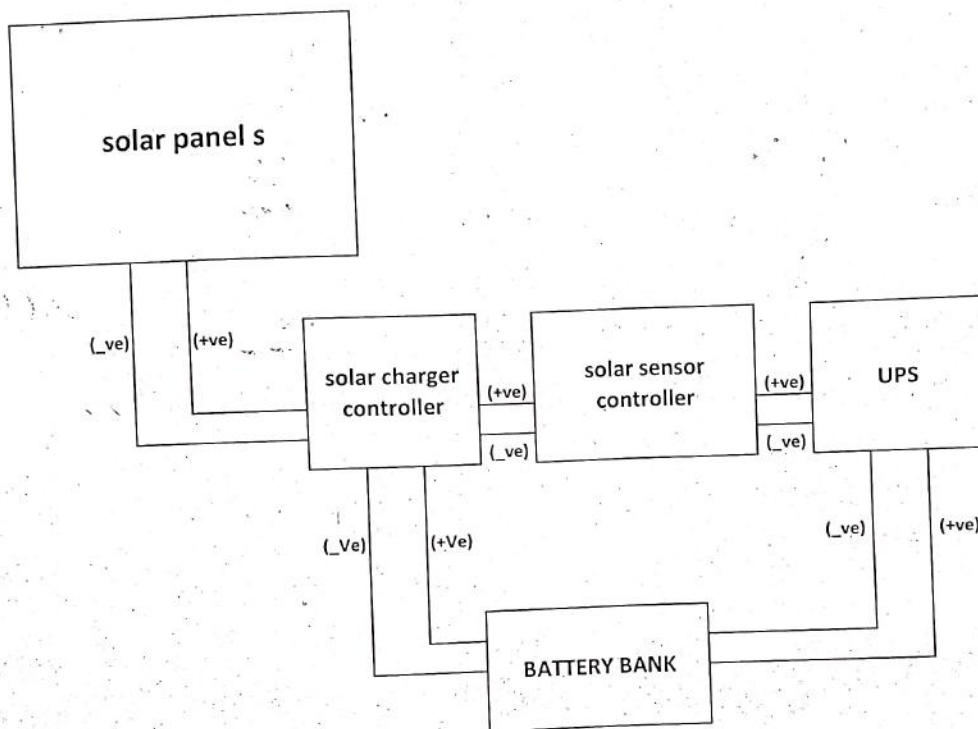 solar panel s
(_ve)
(+ve)
solar charger
controller
(+ve)
(_ve)
solar sensor
controller
(+ve)
(_ve)
UPS
(_Ve)
(+Ve)
(_ve)
(+ve)
BATTERY BANK